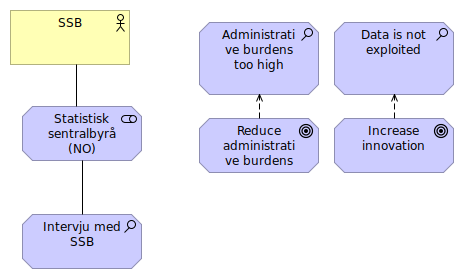 SSB
Statistisk
sentralbyrå
(NO)
Intervju med
SSB
Administrati
ve burdens
too high
Data is not
exploited
Reduce
administrati
ve burdens
Increase
innovation